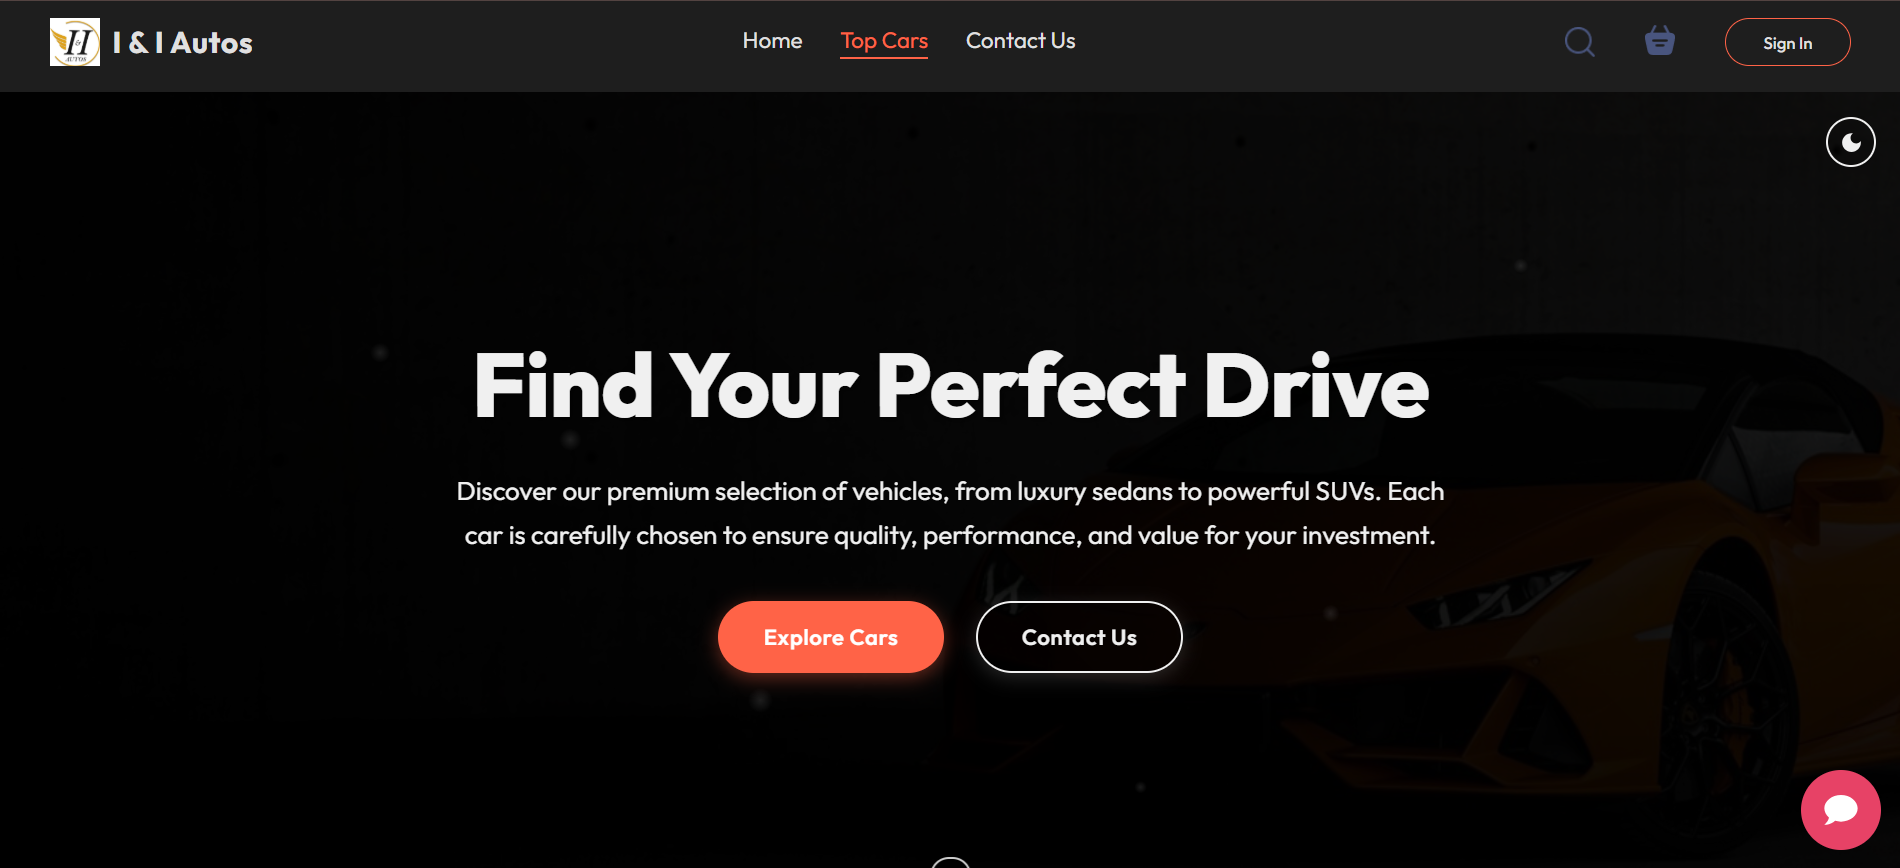 I & I Autos
Home
Top Cars
Contact Us
Sign In
Find Your Perfect Drive
Discover our premium selection of vehicles, from luxury sedans to powerful SUVs. Each
car is carefully chosen to ensure quality, performance, and value for your investment.
Explore Cars
Contact Us